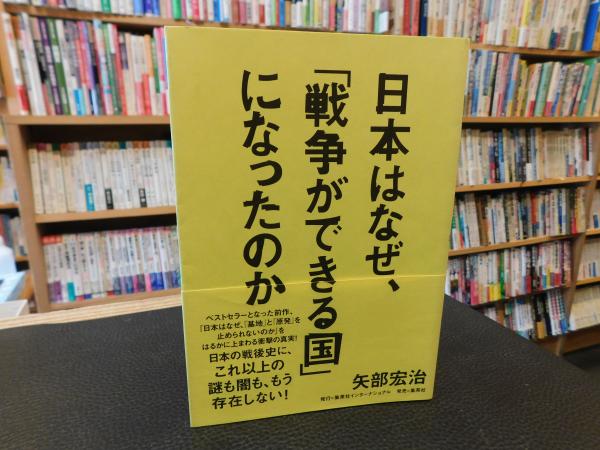 日本はなぜ、
「戦争ができる国」
になったのか
ベストセラーとなった前作、
『日本はなぜ、「基地」と「原発」を
止められないのか』を
はるかに上まわる衝撃の真実!
日本の戦後史に、
これ以上の
謎も闇も、もう
存在しない!
矢部宏治
発行=集英社インターナショナル 発売=集英社